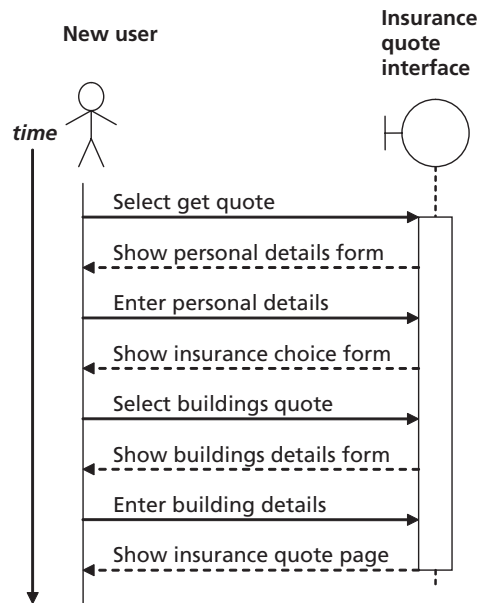 New user
Insurance
quote
interface
time
Select get quote
Show personal details form
Enter personal details
Show insurance choice form
Select buildings quote
Show buildings details form
Enter building details
Show insurance quote page